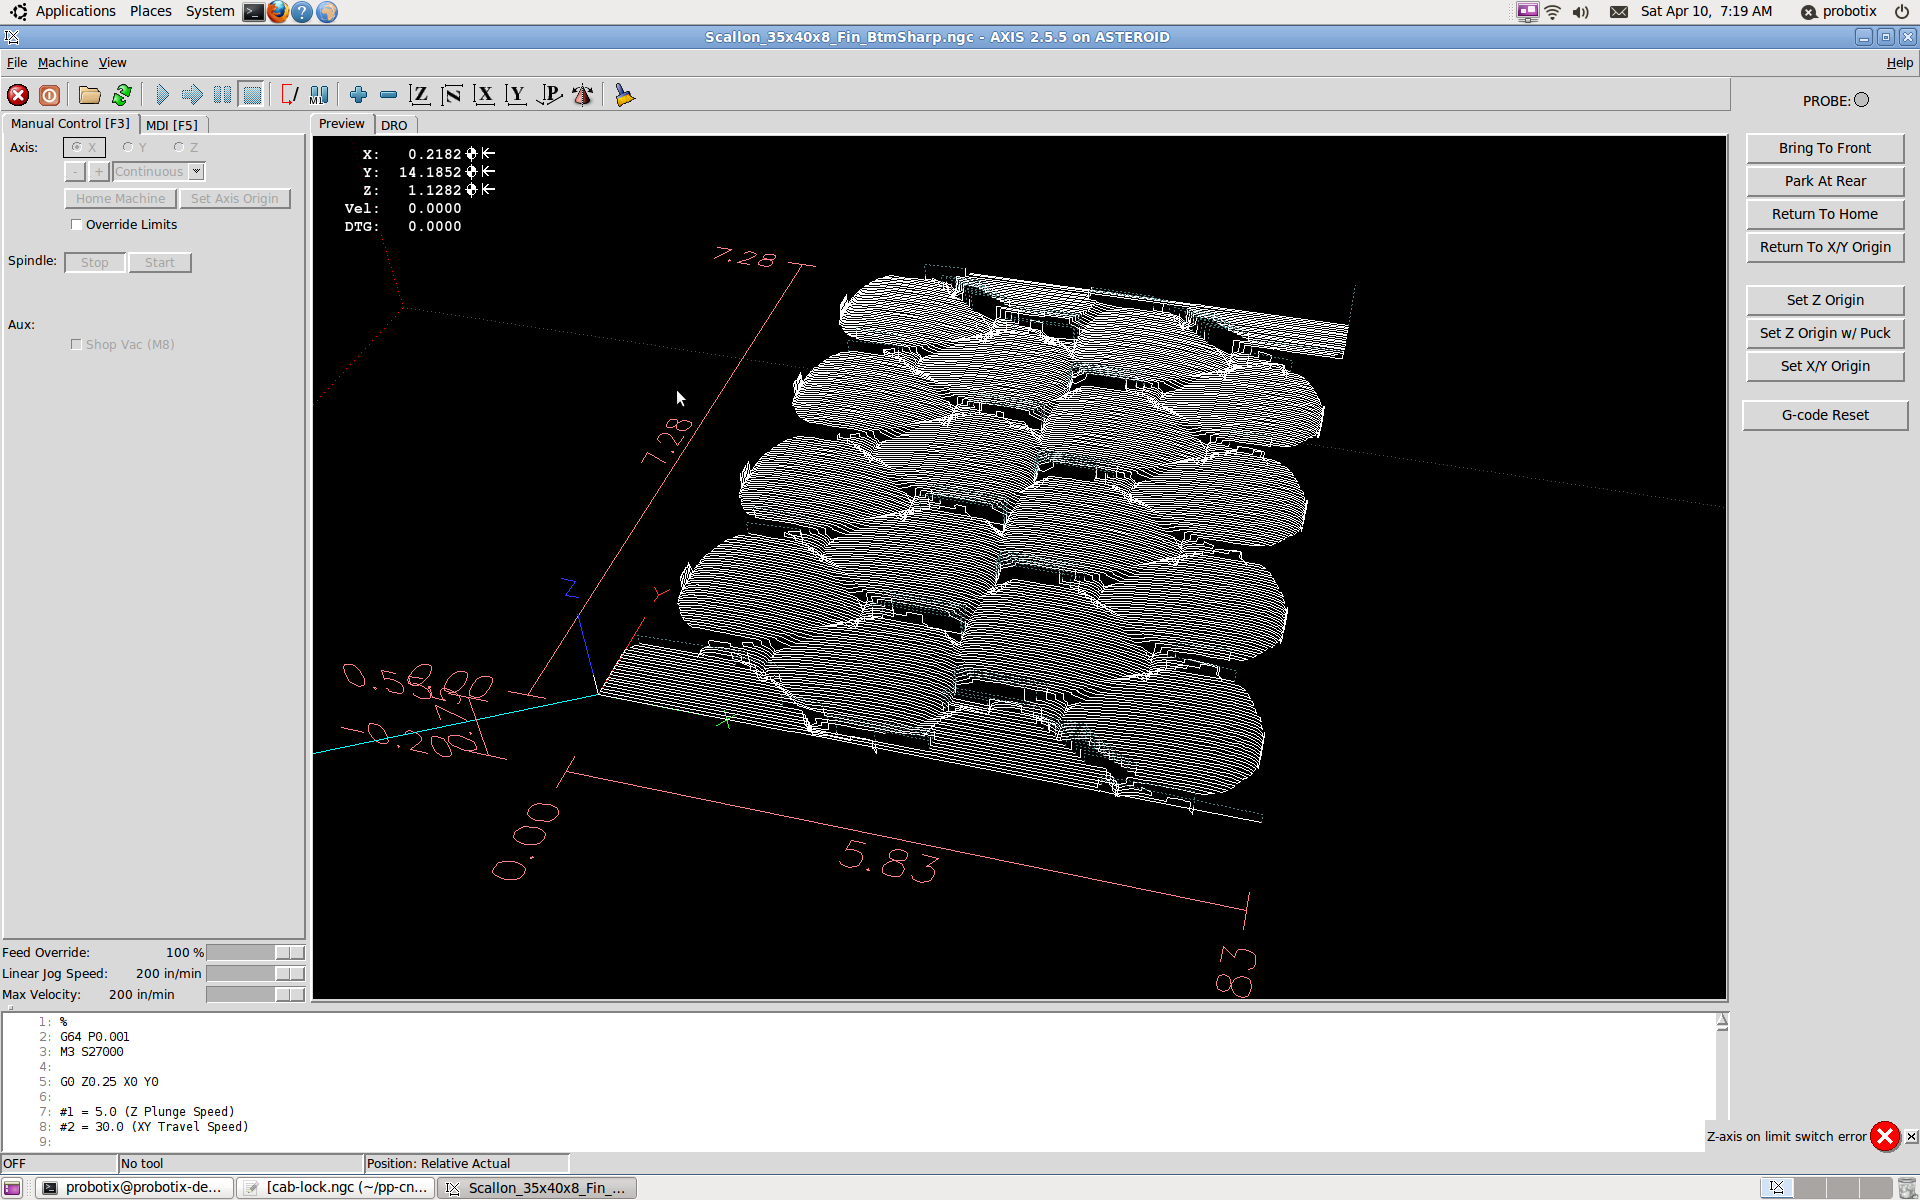 Applications Places System
Sat Apr 10, 7:19 AM probotix
Scallon_35x40x8_Fin_BtmSharp.ngc - AXIS 2.5.5 on ASTEROID
File Machine View Help
Manual Control [F3] MDI [F5]
Preview DRO
PROBE:
Axis: X Y Z
- + Continuous
Home Machine Set Axis Origin
Override Limits
Spindle: Stop Start
Aux:
Shop Vac (M8)
X: 0.2182
Y: 14.1852
Z: 1.1282
Vel: 0.0000
DTG: 0.0000
7.28
7.28
Z
Y
0.00
5.83
83
Bring To Front
Park At Rear
Return To Home
Return To X/Y Origin
Set Z Origin
Set Z Origin w/ Puck
Set X/Y Origin
G-code Reset
Feed Override: 100 %
Linear Jog Speed: 200 in/min
Max Velocity: 200 in/min
1: %
2: G64 P0.001
3: M3 S27000
4:
5: G0 Z0.25 X0 Y0
6:
7: #1 = 5.0 (Z Plunge Speed)
8: #2 = 30.0 (XY Travel Speed)
9:
Z-axis on limit switch error
OFF No tool Position: Relative Actual
probotix@probotix-de... [cab-lock.ngc (~/pp-cn... Scallon_35x40x8_Fin_...